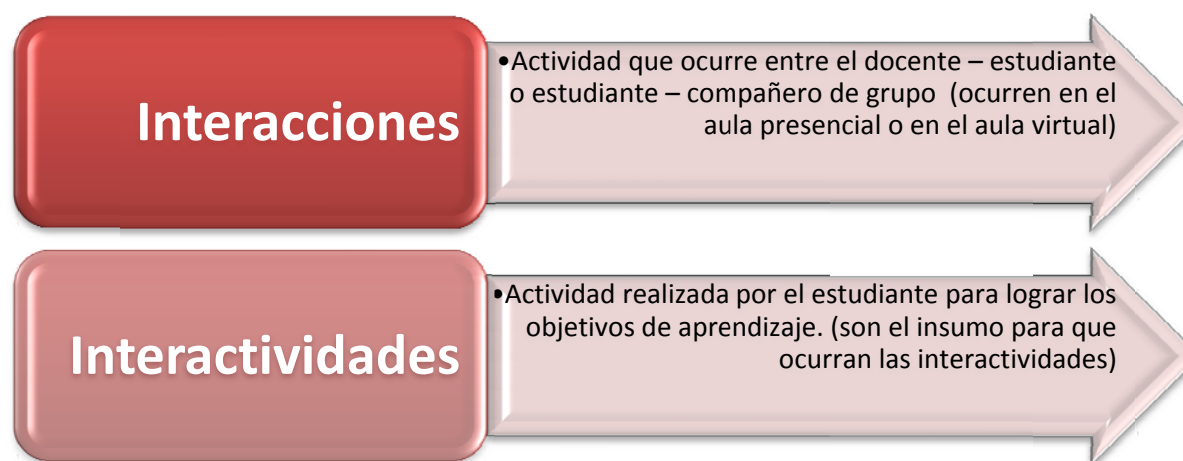 Interacciones
•Actividad que ocurre entre el docente – estudiante
o estudiante – compañero de grupo (ocurren en el
aula presencial o en el aula virtual)
Interactividades
•Actividad realizada por el estudiante para lograr los
objetivos de aprendizaje. (son el insumo para que
ocurran las interactividades)